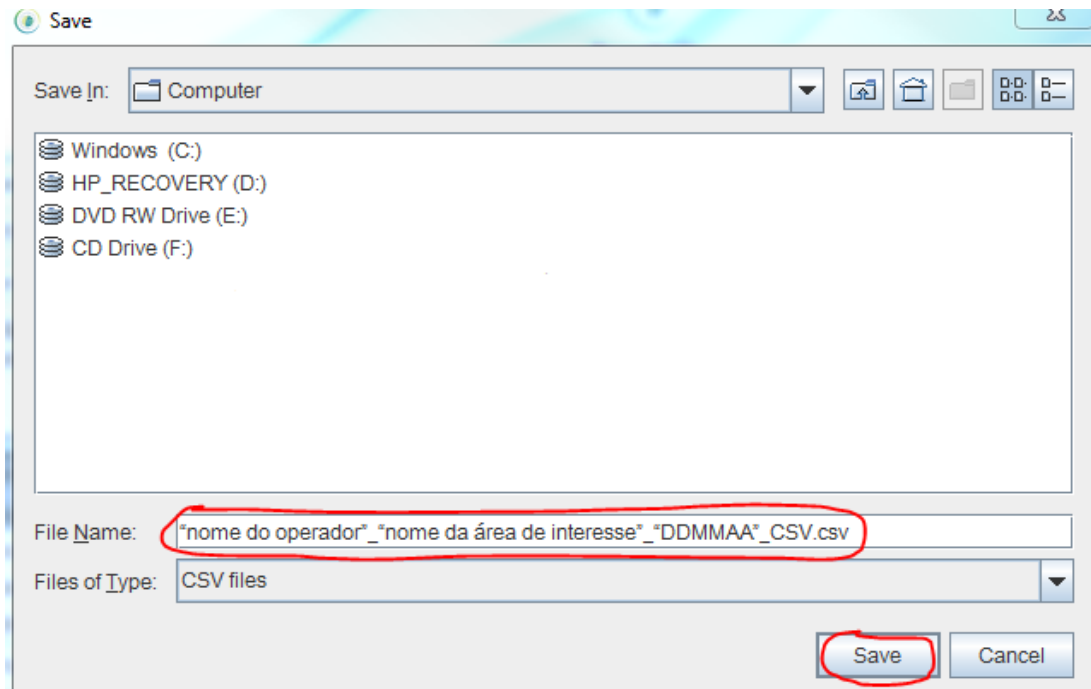 Save
Save In: Computer
Windows (C:)
HP_RECOVERY (D:)
DVD RW Drive (E:)
CD Drive (F:)
File Name: “nome do operador”_“nome da área de interesse”_“DDMMAA”_CSV.csv
Files of Type: CSV files
Save Cancel